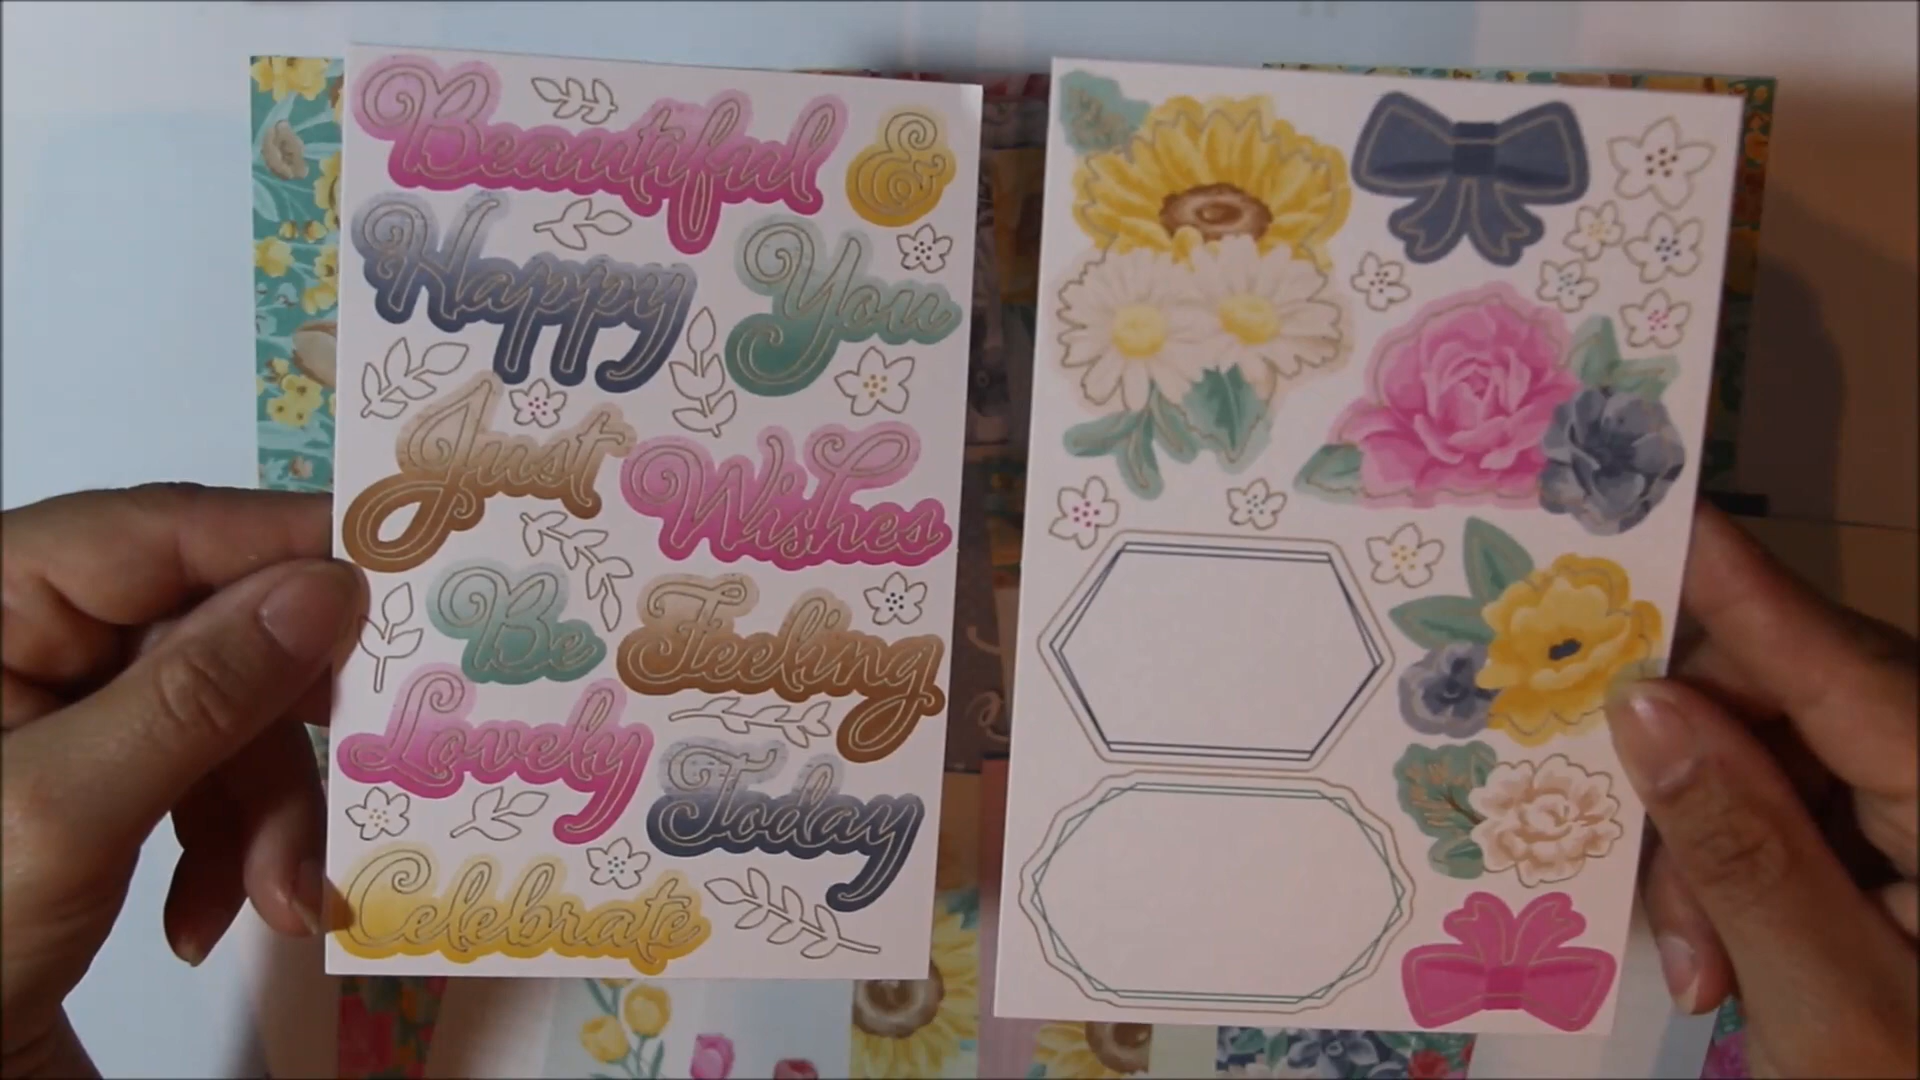 Beautiful &
Happy You
Just Wishes
Be Feeling
Lovely Today
Celebrate